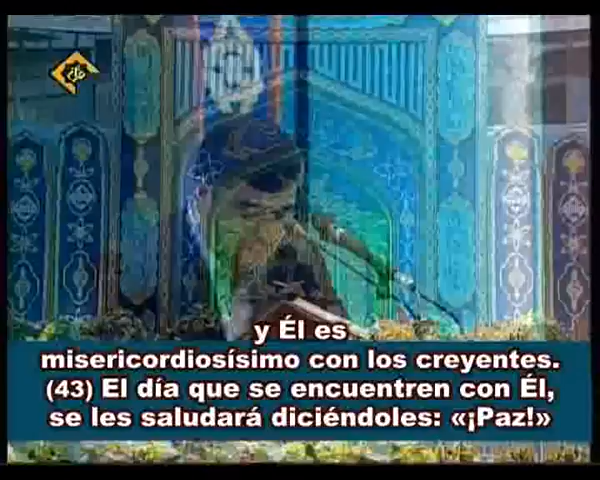 y Él es
misericordiosísimo con los creyentes.
(43) El día que se encuentren con Él,
se les saludará diciéndoles: «¡Paz!»